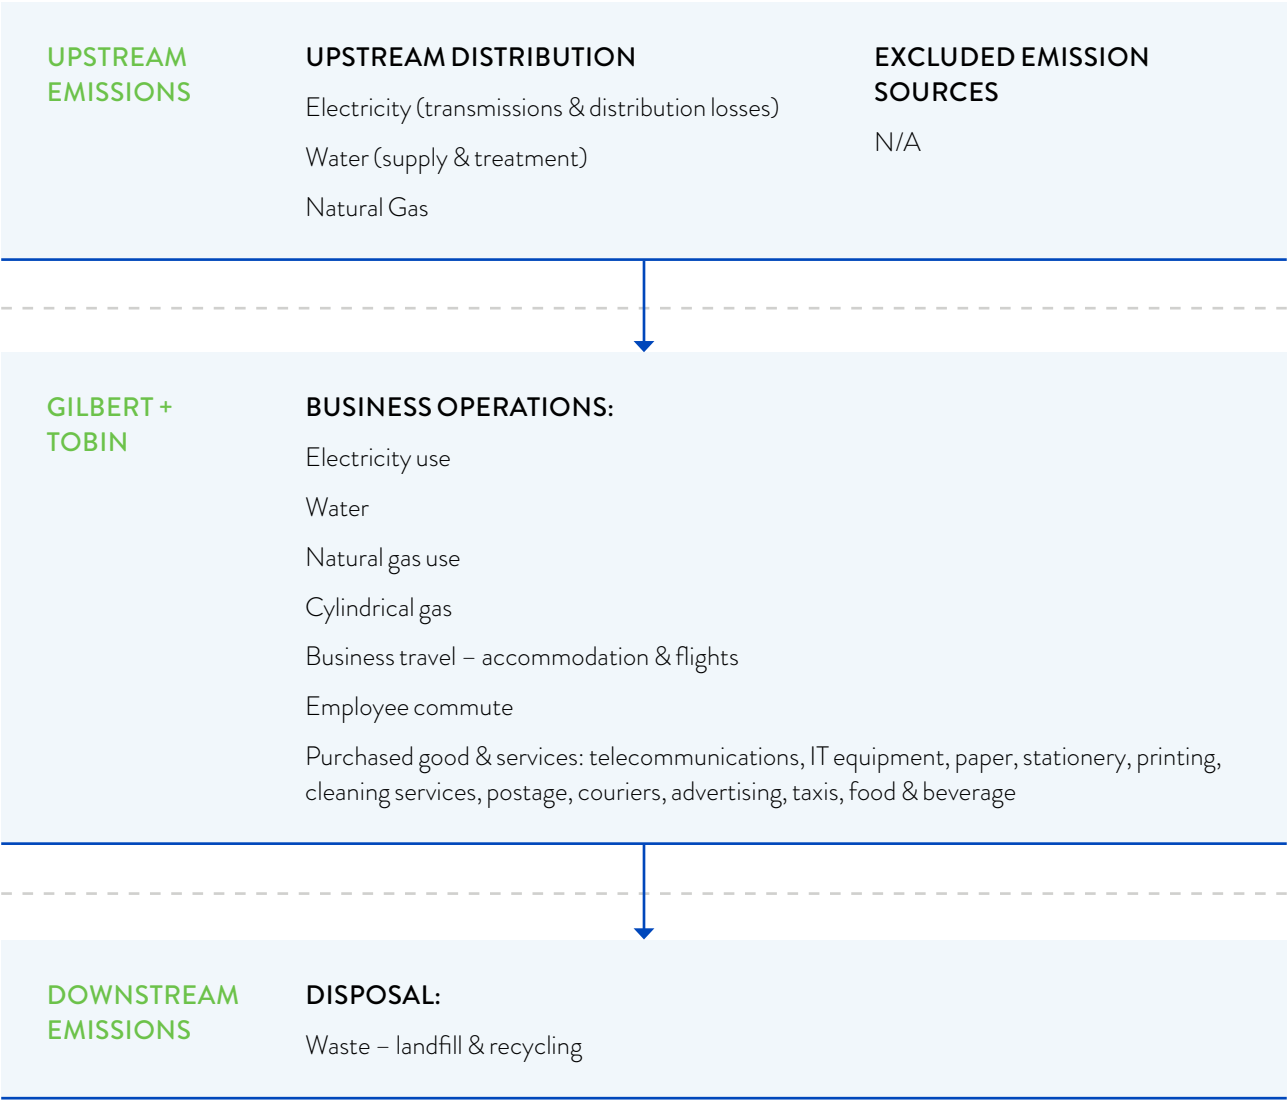 UPSTREAM
EMISSIONS
UPSTREAM DISTRIBUTION
Electricity (transmissions & distribution losses)
Water (supply & treatment)
Natural Gas
EXCLUDED EMISSION
SOURCES
N/A
GILBERT +
TOBIN
BUSINESS OPERATIONS:
Electricity use
Water
Natural gas use
Cylindrical gas
Business travel – accommodation & flights
Employee commute
Purchased good & services: telecommunications, IT equipment, paper, stationery, printing,
cleaning services, postage, couriers, advertising, taxis, food & beverage
DOWNSTREAM
EMISSIONS
DISPOSAL:
Waste – landfill & recycling